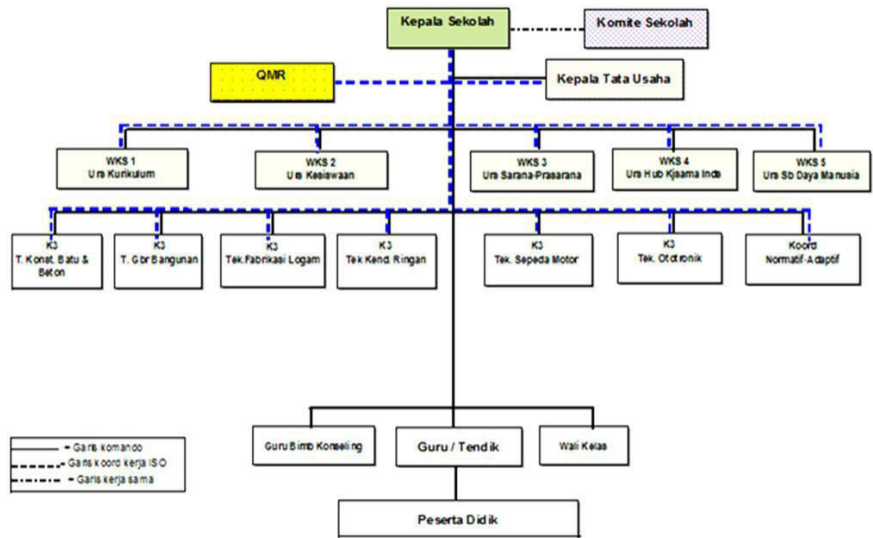 Kepala Sekolah
Komite Sekolah
QMR
Kepala Tata Usaha
WKS 1
Urs Kurikulum
WKS 2
Urs Kesiswaan
WKS 3
Urs Sarana-Prasarana
WKS 4
Urs Hub Kjsama Inds
WKS 5
Urs Sb Daya Manusia
K3
T. Konst. Batu &
Beton
K3
T. Gbr Bangunan
K3
Tek.Fabrikasi Logam
K3
Tek Kend. Ringan
K3
Tek. Sepeda Motor
K3
Tek. Ototronik
Koord
Normatif-Adaptif
Guru Bimb Konseling
Guru / Tendik
Wali Kelas
= Garis komando
= Garis koord kerja ISO
= Garis kerja sama
Peserta Didik